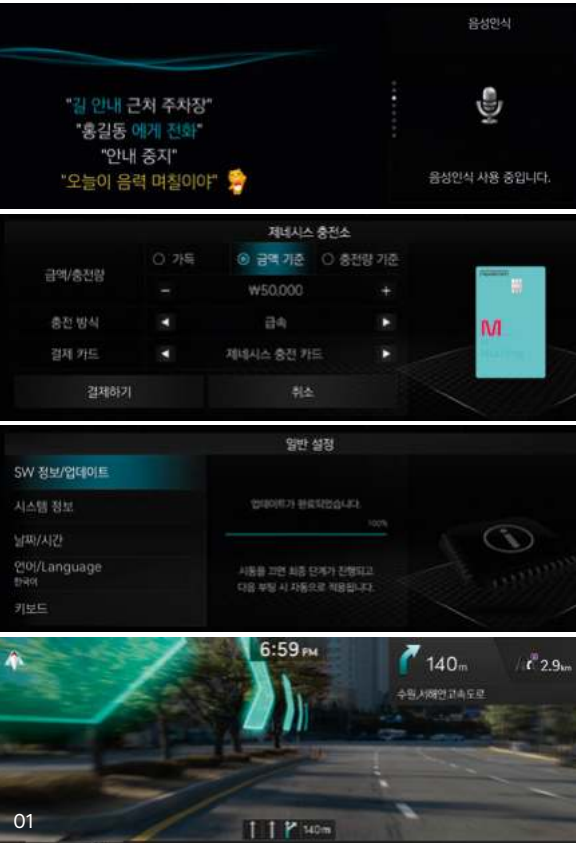 음성인식
"길 안내 근처 주차장"
"홍길동 에게 전화"
"안내 중지"
"오늘이 음력 며칠이야"
음성인식 사용 중입니다.
제네시스 충전소
금액/충전량
가득
금액 기준
충전량 기준
−
₩50,000
+
충전 방식
급속
결제 카드
제네시스 충전 카드
M
결제하기
취소
일반 설정
SW 정보/업데이트
시스템 정보
날짜/시간
언어/Language
한국어
키보드
업데이트가 완료되었습니다.
100%
시동을 끄면 최종 단계가 진행되고
다음 부팅 시 자동으로 적용됩니다.
6:59 PM
140m
2.9km
수원,서해안고속도로
140m
01